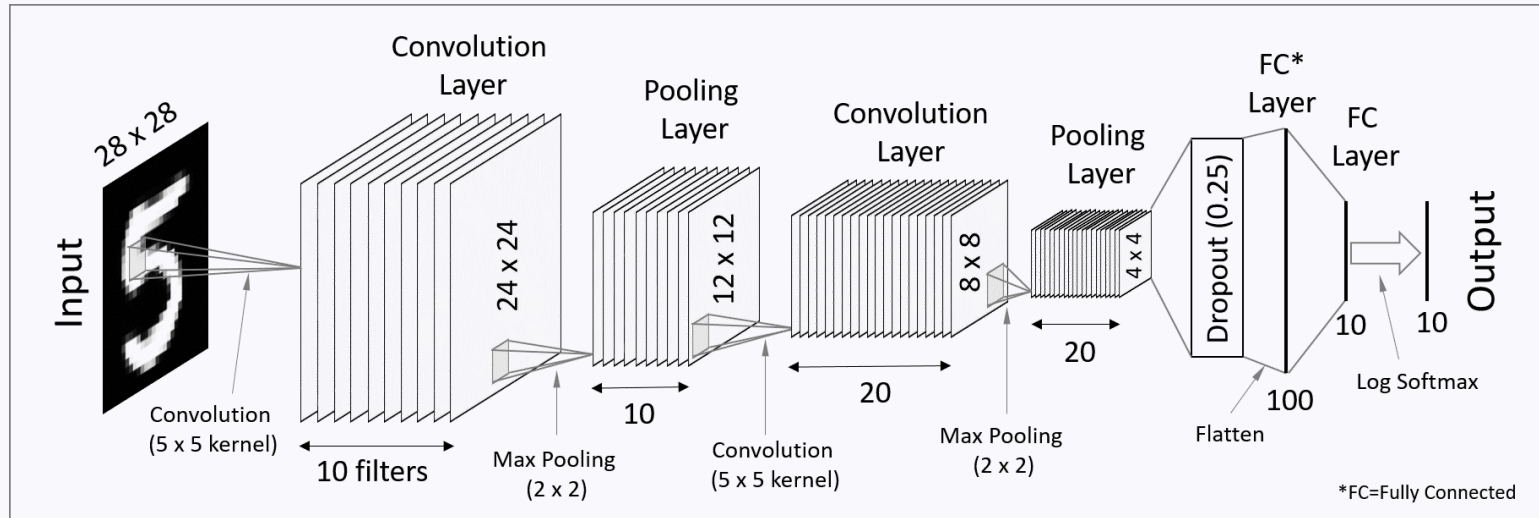 Input
28 x 28
Convolution
(5 x 5 kernel)
Convolution
Layer
24 x 24
10 filters
Max Pooling
(2 x 2)
Pooling
Layer
12 x 12
10
Convolution
(5 x 5 kernel)
Convolution
Layer
8 x 8
20
Max Pooling
(2 x 2)
Pooling
Layer
4 x 4
20
Dropout (0.25)
Flatten
FC*
Layer
100
FC
Layer
10
Log Softmax
10
Output
*FC=Fully Connected
5